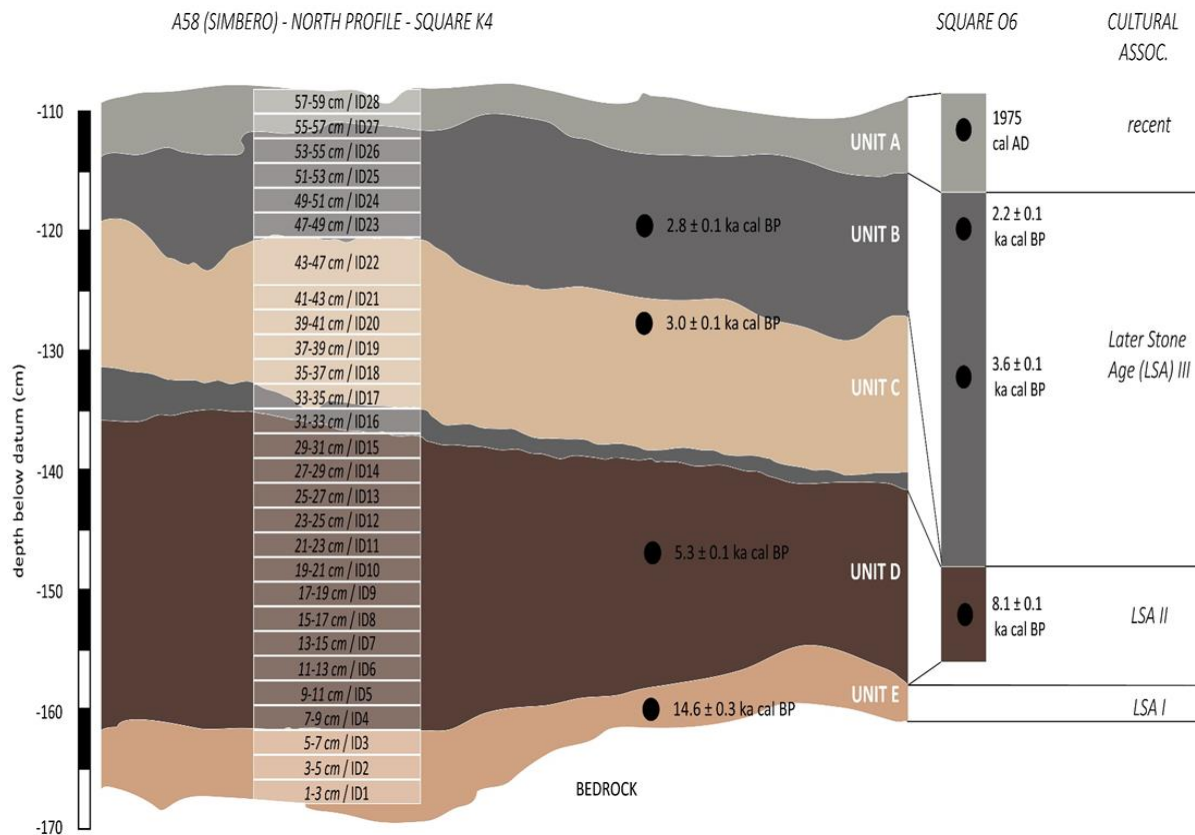 A58 (SIMBERO) - NORTH PROFILE - SQUARE K4
SQUARE O6
CULTURAL
ASSOC.
depth below datum (cm)
-110
-120
-130
-140
-150
-160
-170
57-59 cm / ID28
55-57 cm / ID27
53-55 cm / ID26
51-53 cm / ID25
49-51 cm / ID24
47-49 cm / ID23
43-47 cm / ID22
41-43 cm / ID21
39-41 cm / ID20
37-39 cm / ID19
35-37 cm / ID18
33-35 cm / ID17
31-33 cm / ID16
29-31 cm / ID15
27-29 cm / ID14
25-27 cm / ID13
23-25 cm / ID12
21-23 cm / ID11
19-21 cm / ID10
17-19 cm / ID9
15-17 cm / ID8
13-15 cm / ID7
11-13 cm / ID6
9-11 cm / ID5
7-9 cm / ID4
5-7 cm / ID3
3-5 cm / ID2
1-3 cm / ID1
2.8 ± 0.1 ka cal BP
3.0 ± 0.1 ka cal BP
5.3 ± 0.1 ka cal BP
14.6 ± 0.3 ka cal BP
BEDROCK
UNIT A
UNIT B
UNIT C
UNIT D
UNIT E
1975
cal AD
2.2 ± 0.1
ka cal BP
3.6 ± 0.1
ka cal BP
8.1 ± 0.1
ka cal BP
recent
Later Stone
Age (LSA) III
LSA II
LSA I